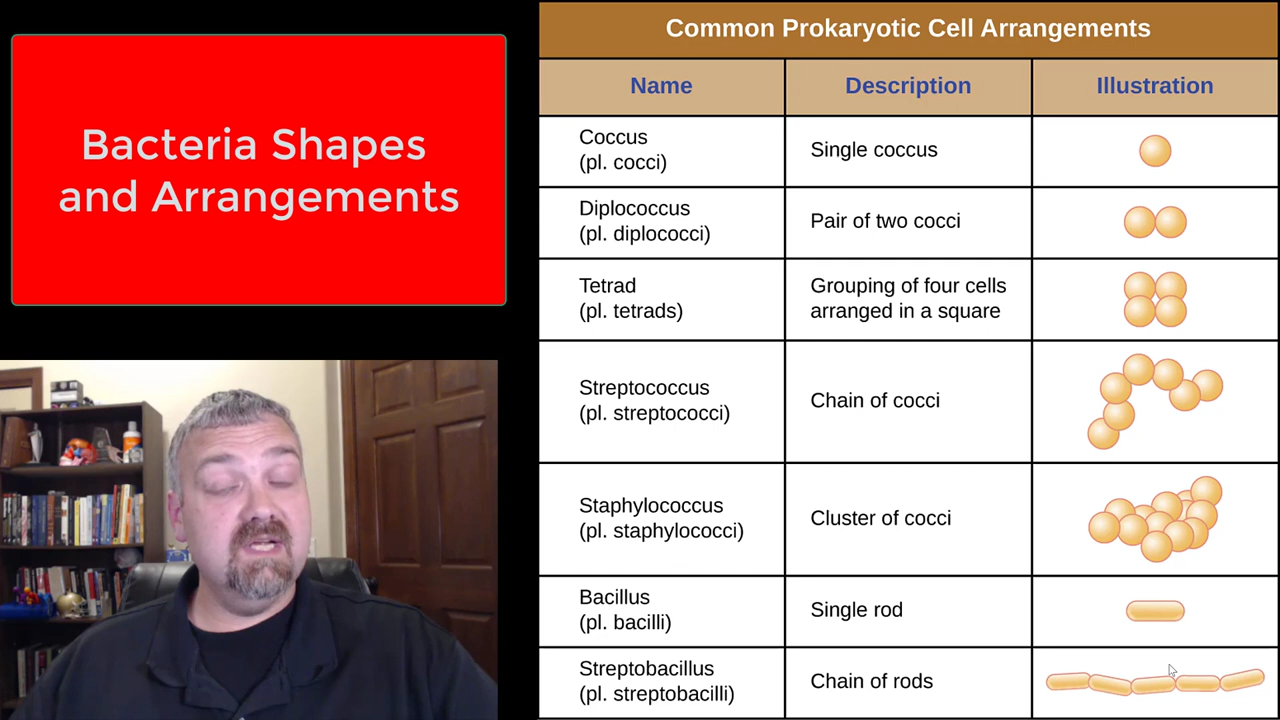 Bacteria Shapes
and Arrangements
Common Prokaryotic Cell Arrangements
Name
Description
Illustration
Coccus
(pl. cocci)
Single coccus
Diplococcus
(pl. diplococci)
Pair of two cocci
Tetrad
(pl. tetrads)
Grouping of four cells
arranged in a square
Streptococcus
(pl. streptococci)
Chain of cocci
Staphylococcus
(pl. staphylococci)
Cluster of cocci
Bacillus
(pl. bacilli)
Single rod
Streptobacillus
(pl. streptobacilli)
Chain of rods